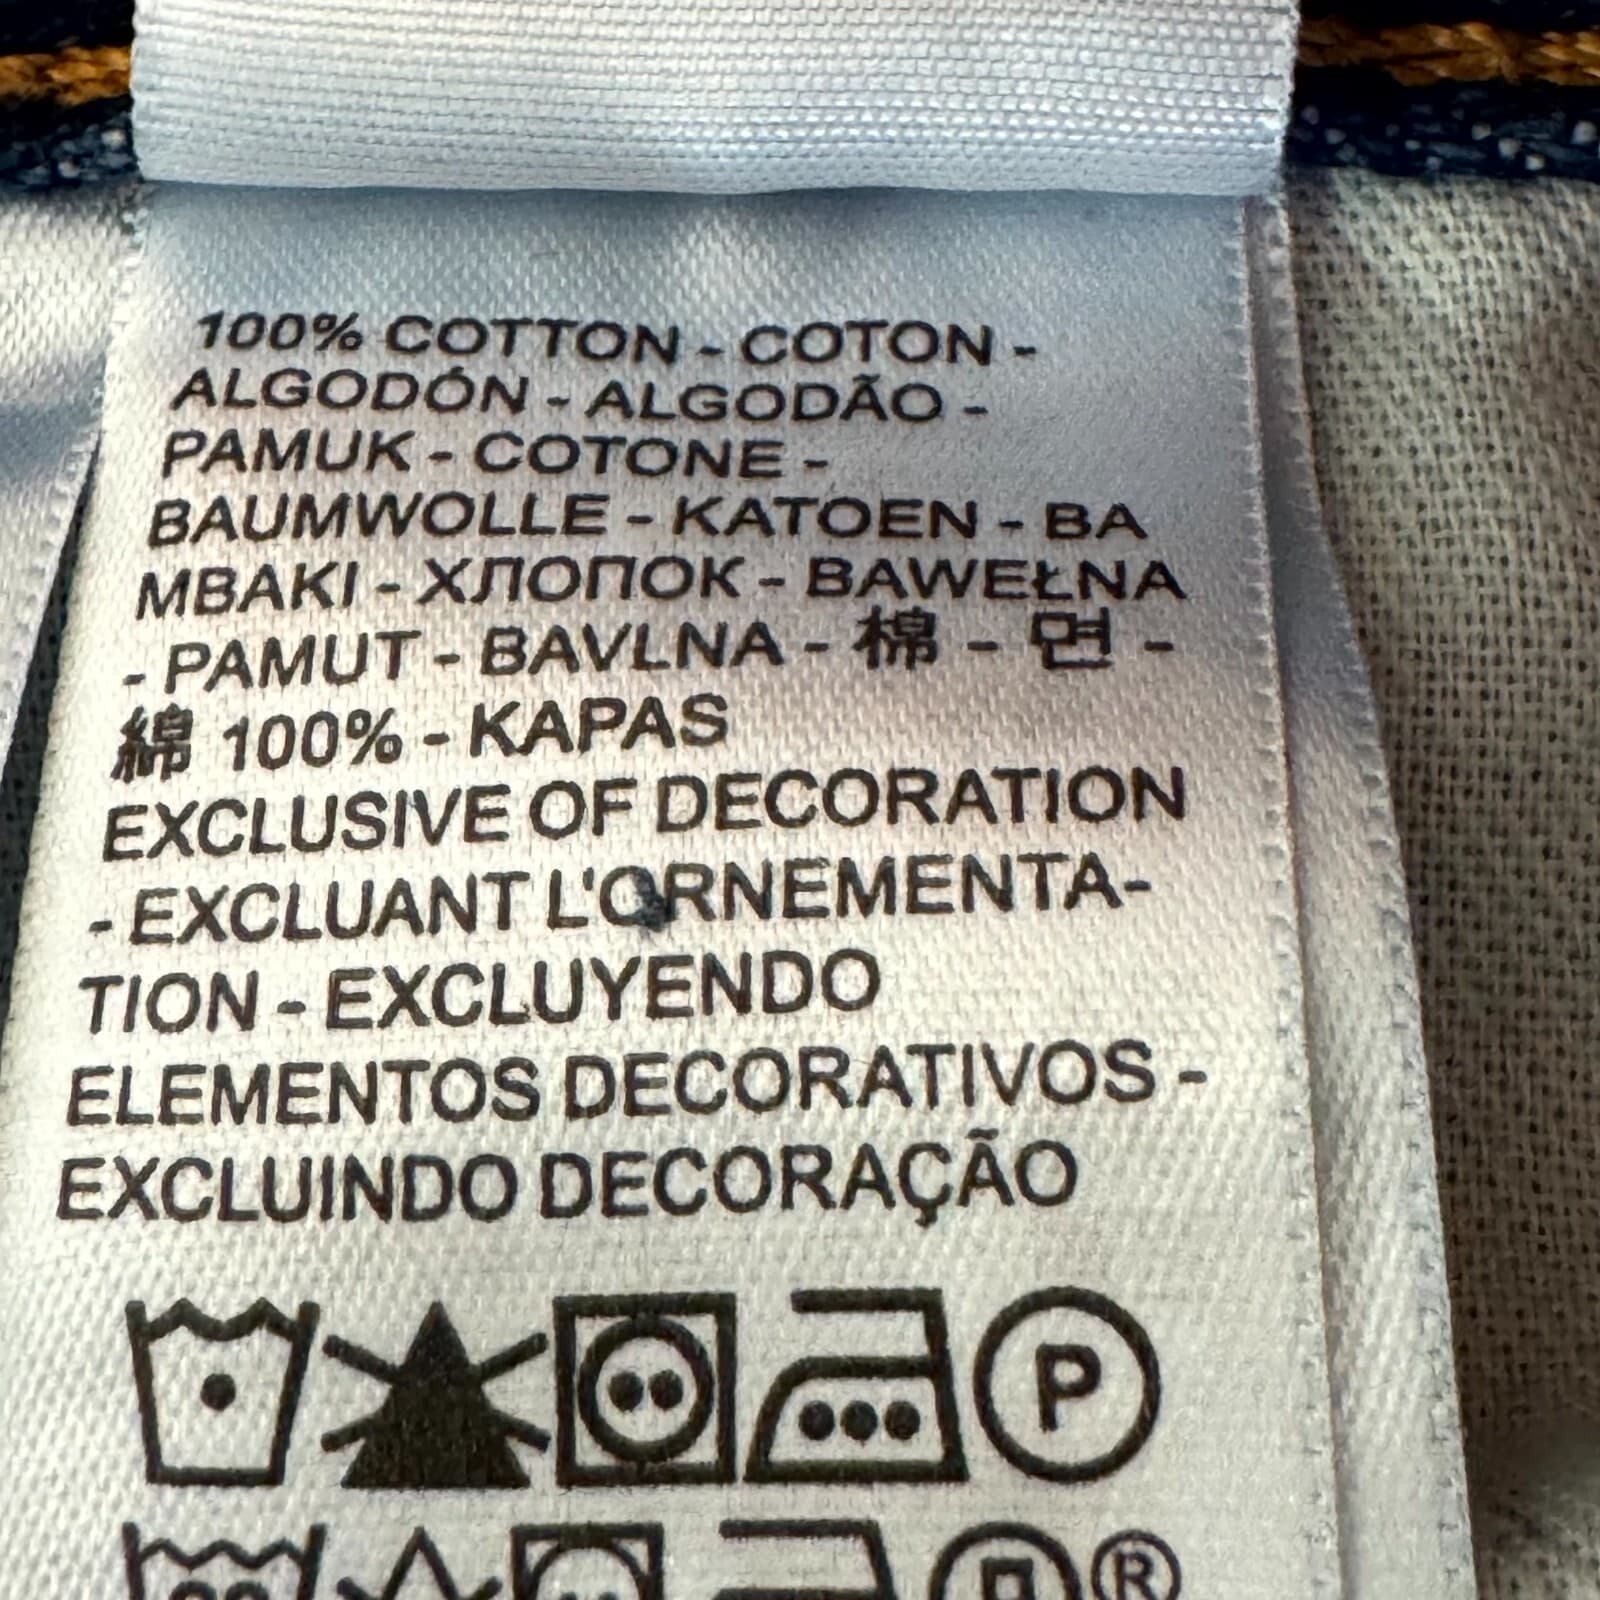 100% COTTON - COTON -
ALGODÓN - ALGODÃO -
PAMUK - COTONE -
BAUMWOLLE - KATOEN - BA
MBAKI - ХЛОПОК - BAWEŁNA
- PAMUT - BAVLNA - 棉 - 면 -
綿 100% - KAPAS
EXCLUSIVE OF DECORATION
- EXCLUANT L'ORNEMENTA-
TION - EXCLUYENDO
ELEMENTOS DECORATIVOS -
EXCLUINDO DECORAÇÃO
P
®